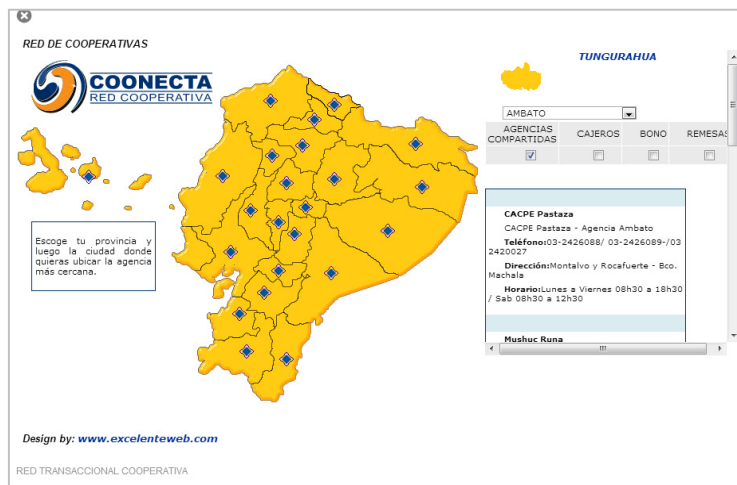 RED DE COOPERATIVAS
COONECTA
RED COOPERATIVA
Escoge tu provincia y
luego la ciudad donde
quieras ubicar la agencia
más cercana.
TUNGURAHUA
AMBATO
AGENCIAS
COMPARTIDAS
CAJEROS
BONO
REMESAS
CACPE Pastaza
CACPE Pastaza - Agencia Ambato
Teléfono:03-2426088/ 03-2426089-/03
2420027
Dirección:Montalvo y Rocafuerte - Bco.
Machala
Horario:Lunes a Viernes 08h30 a 18h30
/ Sab 08h30 a 12h30
Mushuc Runa
Design by: www.excelenteweb.com
RED TRANSACCIONAL COOPERATIVA